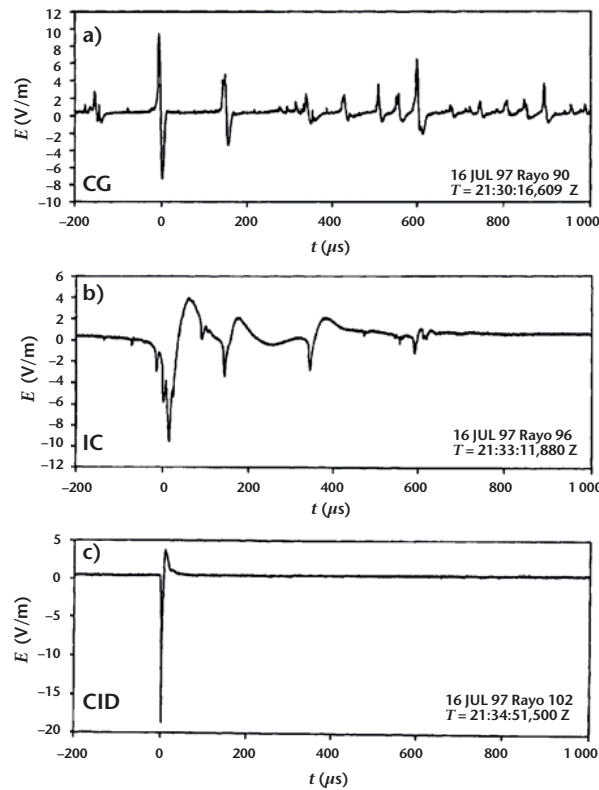 a)
12
10
8
6
4
2
0
–2
–4
–6
–8
–10
E (V/m)
CG
16 JUL 97 Rayo 90
T = 21:30:16,609 Z
–200 0 200 400 600 800 1 000
t (µs)
b)
6
4
2
0
–2
–4
–6
–8
–10
–12
E (V/m)
IC
16 JUL 97 Rayo 96
T = 21:33:11,880 Z
–200 0 200 400 600 800 1 000
t (µs)
c)
5
0
–5
–10
–15
–20
E (V/m)
CID
16 JUL 97 Rayo 102
T = 21:34:51,500 Z
–200 0 200 400 600 800 1 000
t (µs)